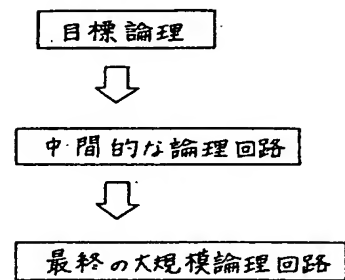 目標論理
中間的な論理回路
最終の大規模論理回路